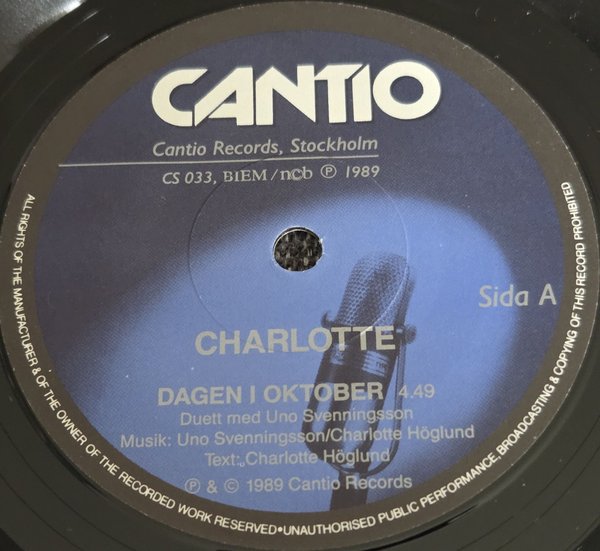 CANTIO
Cantio Records, Stockholm
CS 033, BIEM/n©b ℗ 1989
Sida A
CHARLOTTE
DAGEN I OKTOBER 4.49
Duett med Uno Svenningsson
Musik: Uno Svenningsson/Charlotte Höglund
Text: Charlotte Höglund
℗ & © 1989 Cantio Records
ALL RIGHTS OF THE MANUFACTURER & OF THE OWNER OF THE RECORDED WORK RESERVED•UNAUTHORISED PUBLIC PERFORMANCE, BROADCASTING & COPYING OF THIS RECORD PROHIBITED